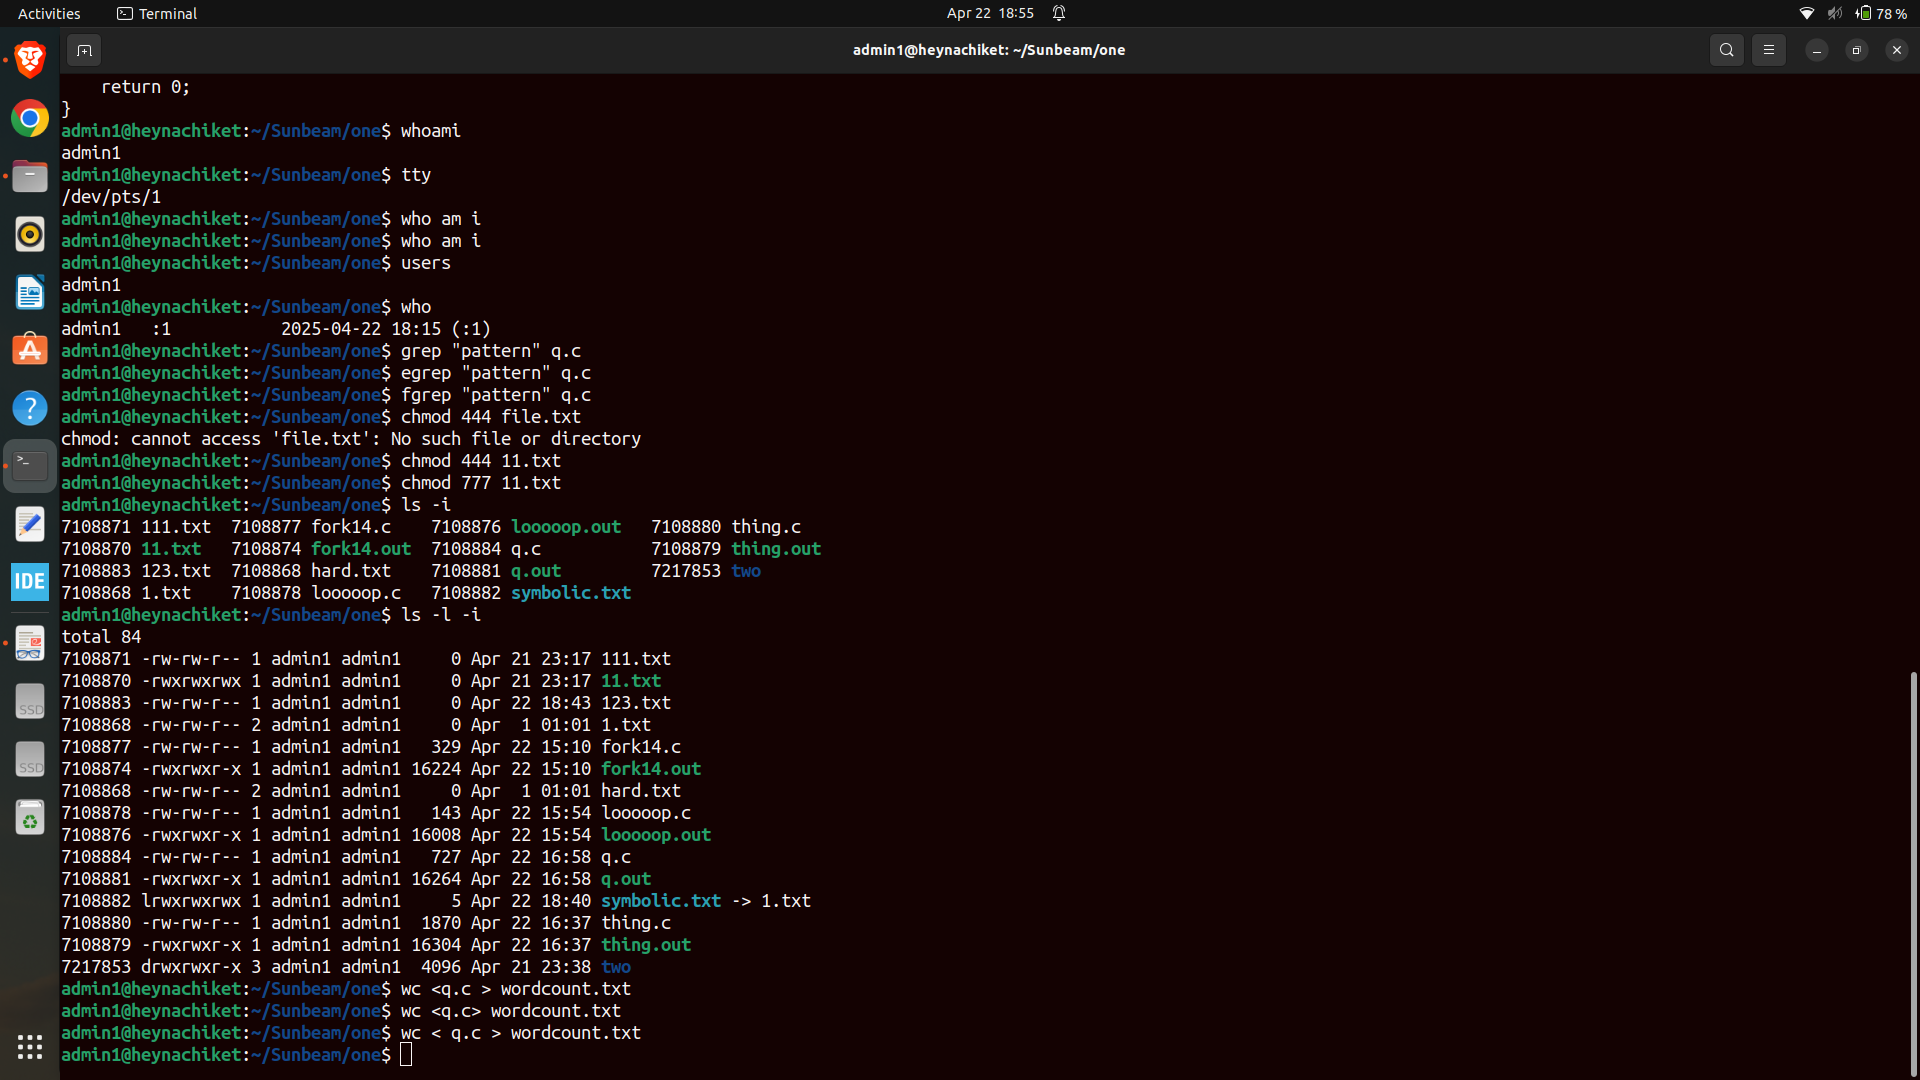 Activities
Terminal
Apr 22 18:55
78 %
admin1@heynachiket: ~/Sunbeam/one
    return 0;
}
admin1@heynachiket:~/Sunbeam/one$ whoami
admin1
admin1@heynachiket:~/Sunbeam/one$ tty
/dev/pts/1
admin1@heynachiket:~/Sunbeam/one$ who am i
admin1@heynachiket:~/Sunbeam/one$ who am i
admin1@heynachiket:~/Sunbeam/one$ users
admin1
admin1@heynachiket:~/Sunbeam/one$ who
admin1   :1           2025-04-22 18:15 (:1)
admin1@heynachiket:~/Sunbeam/one$ grep "pattern" q.c
admin1@heynachiket:~/Sunbeam/one$ egrep "pattern" q.c
admin1@heynachiket:~/Sunbeam/one$ fgrep "pattern" q.c
admin1@heynachiket:~/Sunbeam/one$ chmod 444 file.txt
chmod: cannot access 'file.txt': No such file or directory
admin1@heynachiket:~/Sunbeam/one$ chmod 444 11.txt
admin1@heynachiket:~/Sunbeam/one$ chmod 777 11.txt
admin1@heynachiket:~/Sunbeam/one$ ls -i
7108871 111.txt  7108877 fork14.c    7108876 looooop.out   7108880 thing.c
7108870 11.txt   7108874 fork14.out  7108884 q.c           7108879 thing.out
7108883 123.txt  7108868 hard.txt    7108881 q.out         7217853 two
7108868 1.txt    7108878 looooop.c   7108882 symbolic.txt
admin1@heynachiket:~/Sunbeam/one$ ls -l -i
total 84
7108871 -rw-rw-r-- 1 admin1 admin1     0 Apr 21 23:17 111.txt
7108870 -rwxrwxrwx 1 admin1 admin1     0 Apr 21 23:17 11.txt
7108883 -rw-rw-r-- 1 admin1 admin1     0 Apr 22 18:43 123.txt
7108868 -rw-rw-r-- 2 admin1 admin1     0 Apr  1 01:01 1.txt
7108877 -rw-rw-r-- 1 admin1 admin1   329 Apr 22 15:10 fork14.c
7108874 -rwxrwxr-x 1 admin1 admin1 16224 Apr 22 15:10 fork14.out
7108868 -rw-rw-r-- 2 admin1 admin1     0 Apr  1 01:01 hard.txt
7108878 -rw-rw-r-- 1 admin1 admin1   143 Apr 22 15:54 looooop.c
7108876 -rwxrwxr-x 1 admin1 admin1 16008 Apr 22 15:54 looooop.out
7108884 -rw-rw-r-- 1 admin1 admin1   727 Apr 22 16:58 q.c
7108881 -rwxrwxr-x 1 admin1 admin1 16264 Apr 22 16:58 q.out
7108882 lrwxrwxrwx 1 admin1 admin1     5 Apr 22 18:40 symbolic.txt -> 1.txt
7108880 -rw-rw-r-- 1 admin1 admin1  1870 Apr 22 16:37 thing.c
7108879 -rwxrwxr-x 1 admin1 admin1 16304 Apr 22 16:37 thing.out
7217853 drwxrwxr-x 3 admin1 admin1  4096 Apr 21 23:38 two
admin1@heynachiket:~/Sunbeam/one$ wc <q.c > wordcount.txt
admin1@heynachiket:~/Sunbeam/one$ wc <q.c> wordcount.txt
admin1@heynachiket:~/Sunbeam/one$ wc < q.c > wordcount.txt
admin1@heynachiket:~/Sunbeam/one$
IDE
SSD
SSD